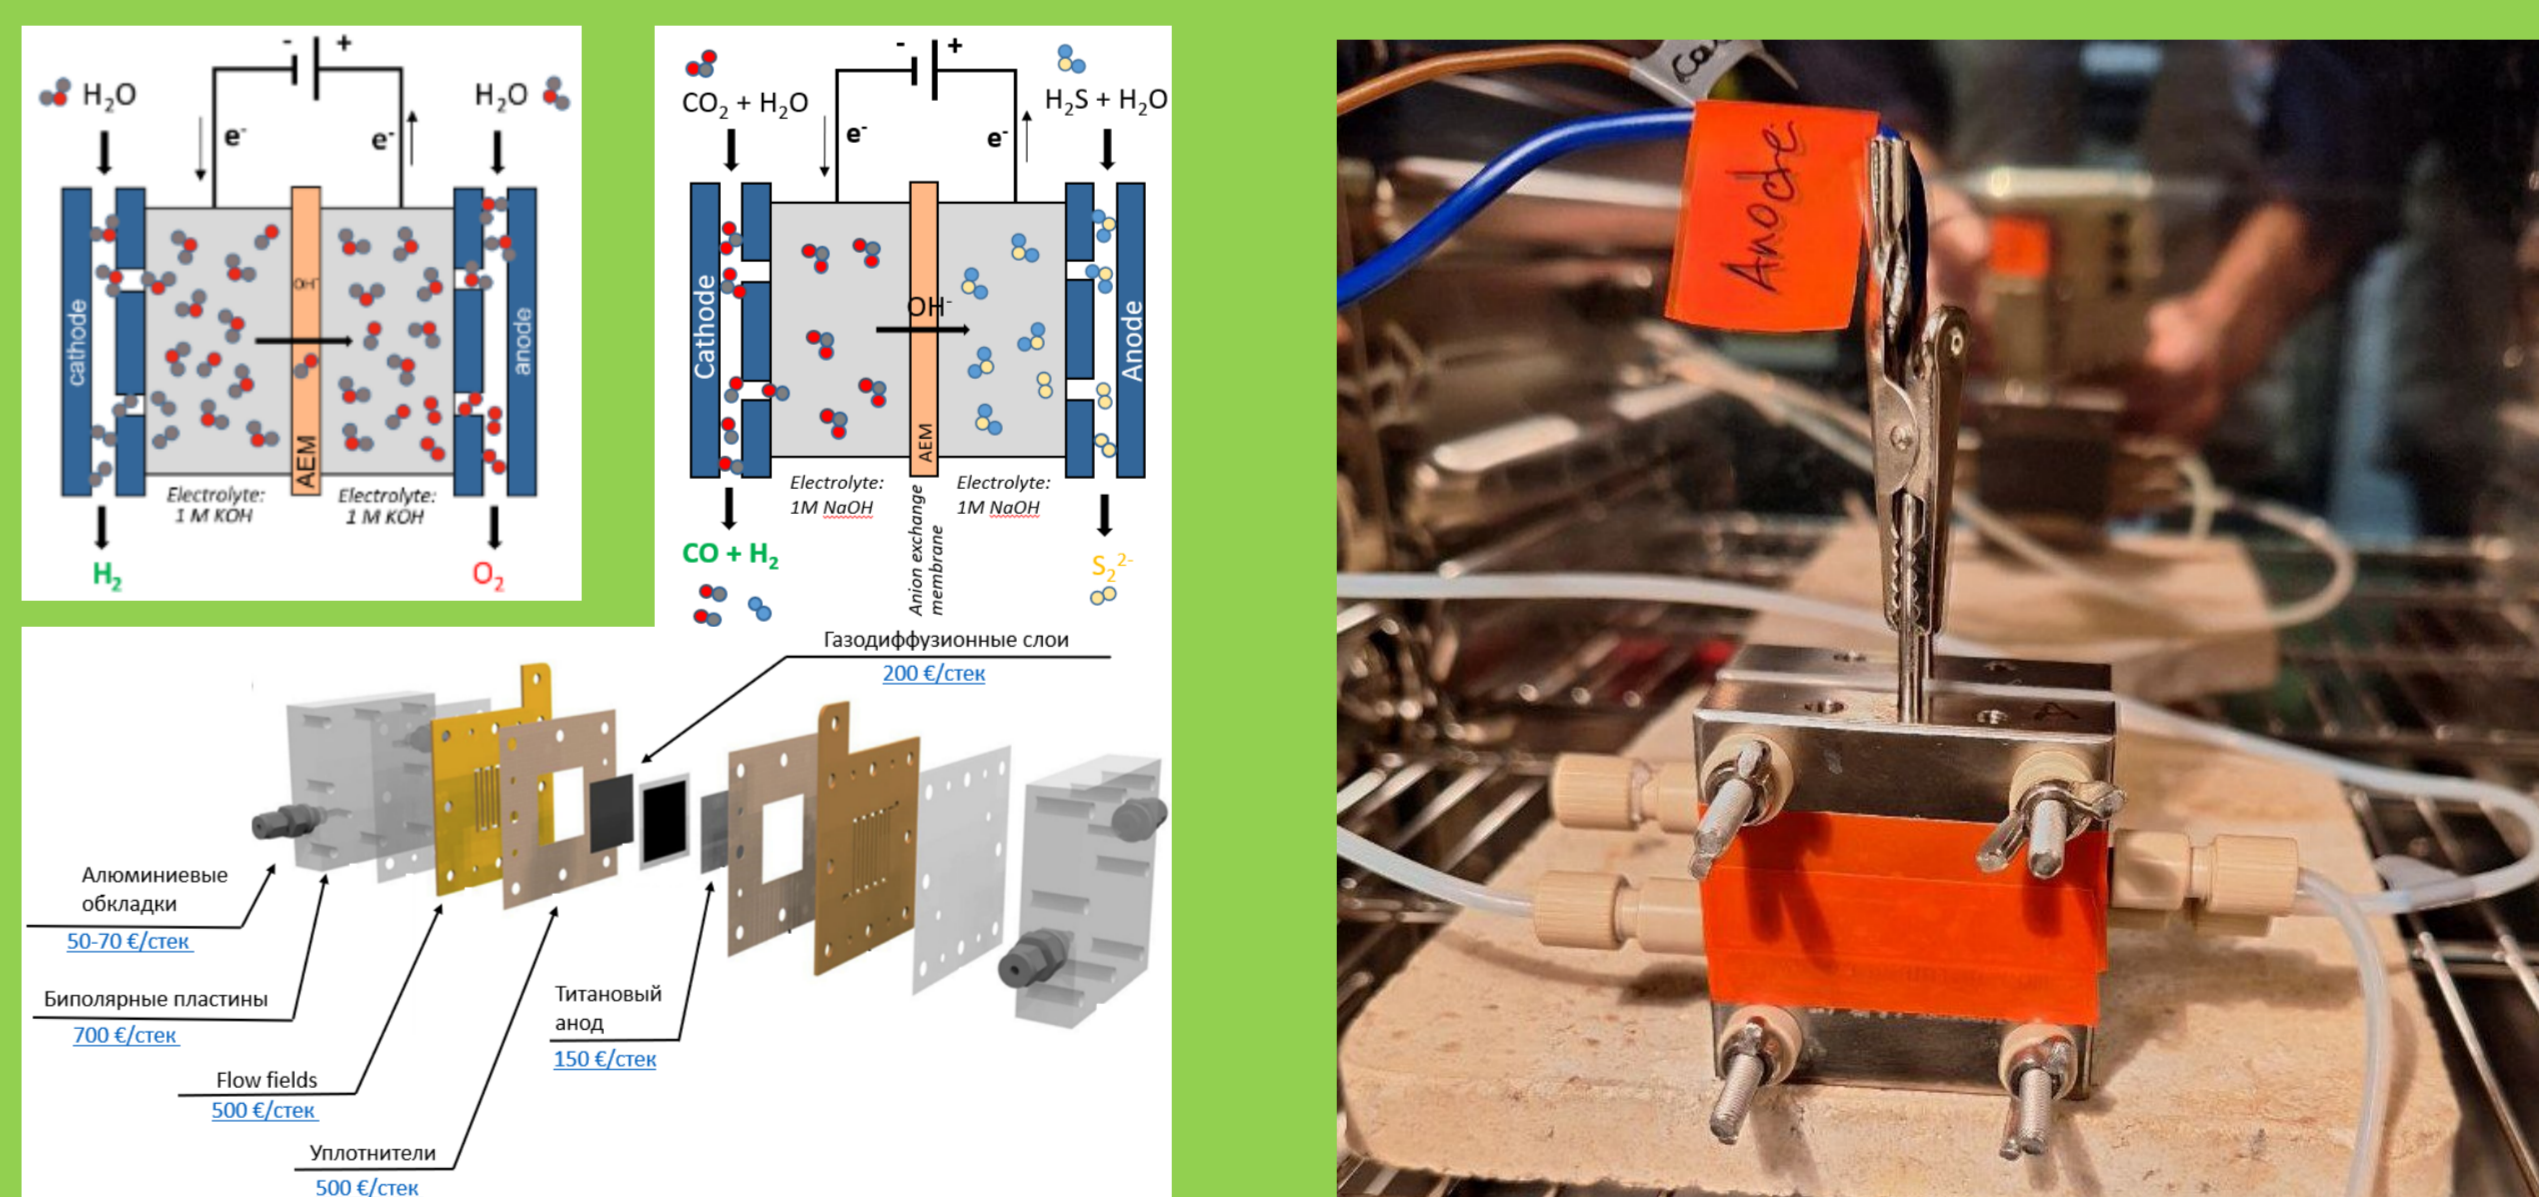 - +
H₂O
H₂O
e⁻
e⁻
cathode
OH⁻
AEM
anode
Electrolyte:
1 M KOH
Electrolyte:
1 M KOH
H₂
O₂
- +
CO₂ + H₂O
H₂S + H₂O
e⁻
e⁻
Cathode
OH⁻
AEM
Anode
Electrolyte:
1M NaOH
Anion exchange
membrane
Electrolyte:
1M NaOH
CO + H₂
S₂²⁻
Газодиффузионные слои
200 €/стек
Алюминиевые
обкладки
50-70 €/стек
Биполярные пластины
700 €/стек
Flow fields
500 €/стек
Уплотнители
500 €/стек
Титановый
анод
150 €/стек
Anode
A